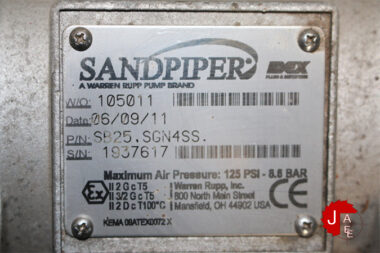 SANDPIPER IDEX
A WARREN RUPP PUMP BRAND
W/O: 105011
Date: 06/09/11
P/N: SB25.SGN4SS.
S/N: 1937617
Maximum Air Pressure: 125 PSI - 8.6 BAR
Ex II 2 G c T5 Warren Rupp, Inc.
II 3/2 G c T5 800 North Main Street
II 2 D c T100°C Mansfield, OH 44902 USA
KEMA 09ATEX0072 X